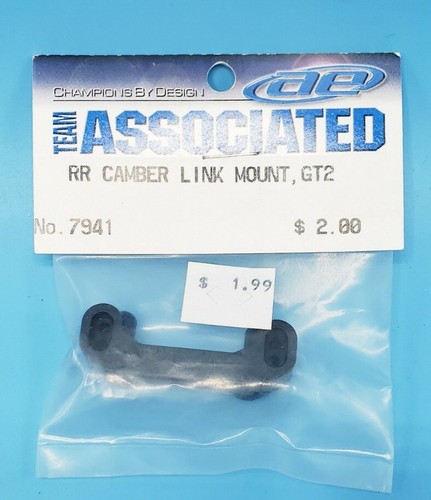 CHAMPIONS BY DESIGN
ae
TEAM
ASSOCIATED
RR CAMBER LINK MOUNT, GT2
No. 7941 $ 2.00
$ 1.99